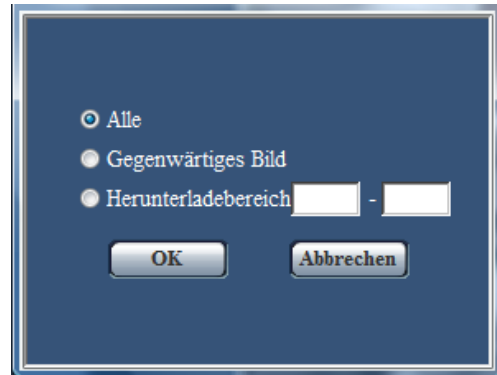 Alle
Gegenwärtiges Bild
Herunterladebereich -
OK Abbrechen